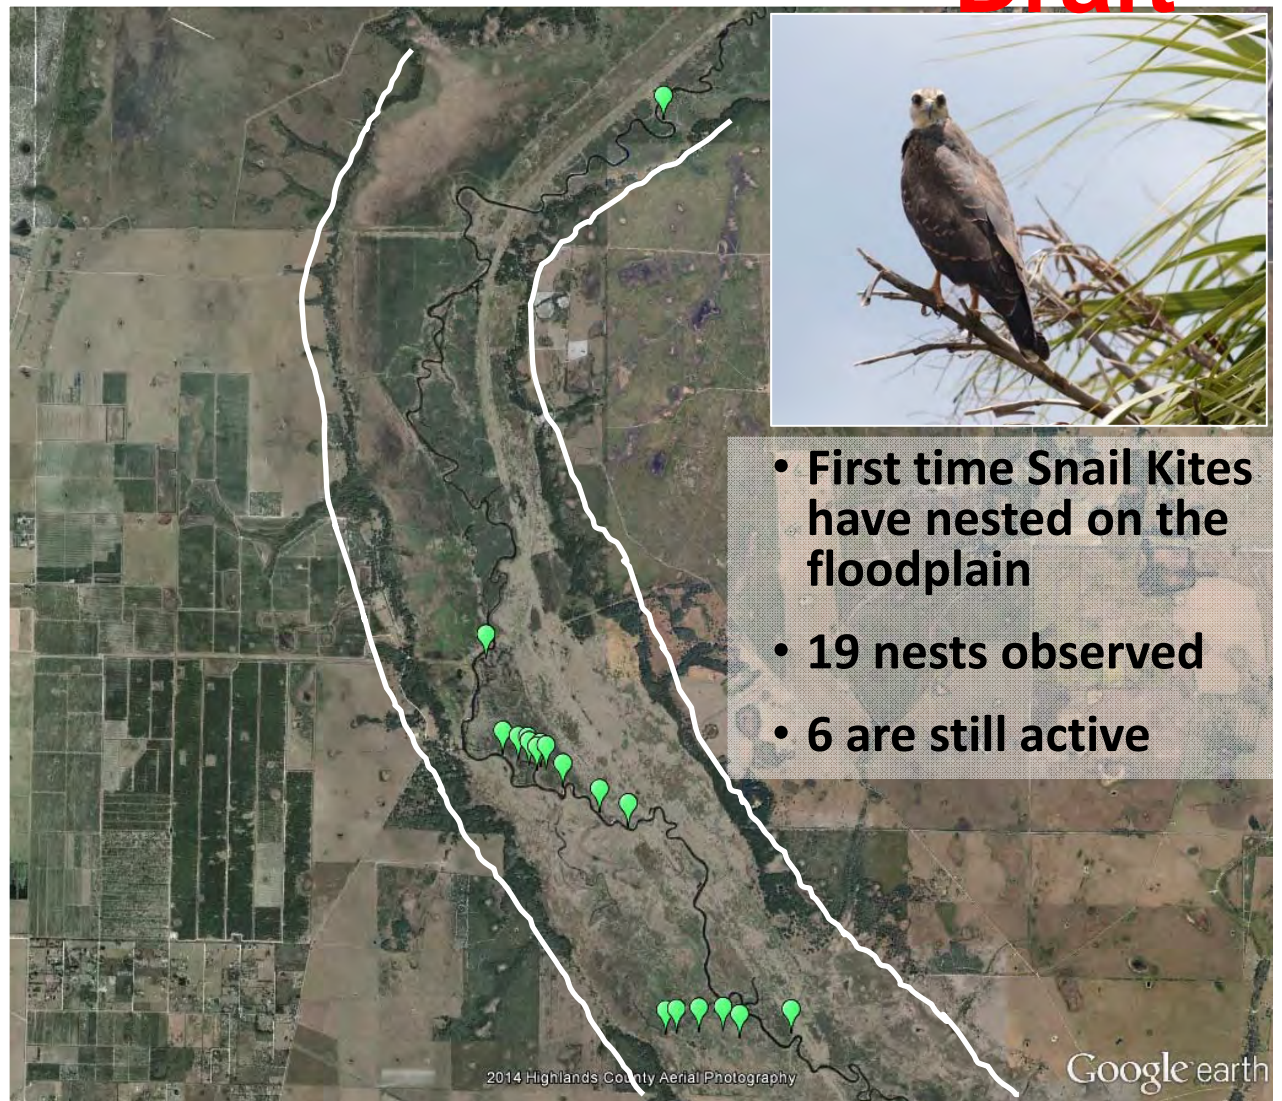 Draft
• First time Snail Kites
have nested on the
floodplain
• 19 nests observed
• 6 are still active
2014 Highlands County Aerial Photography
Google earth